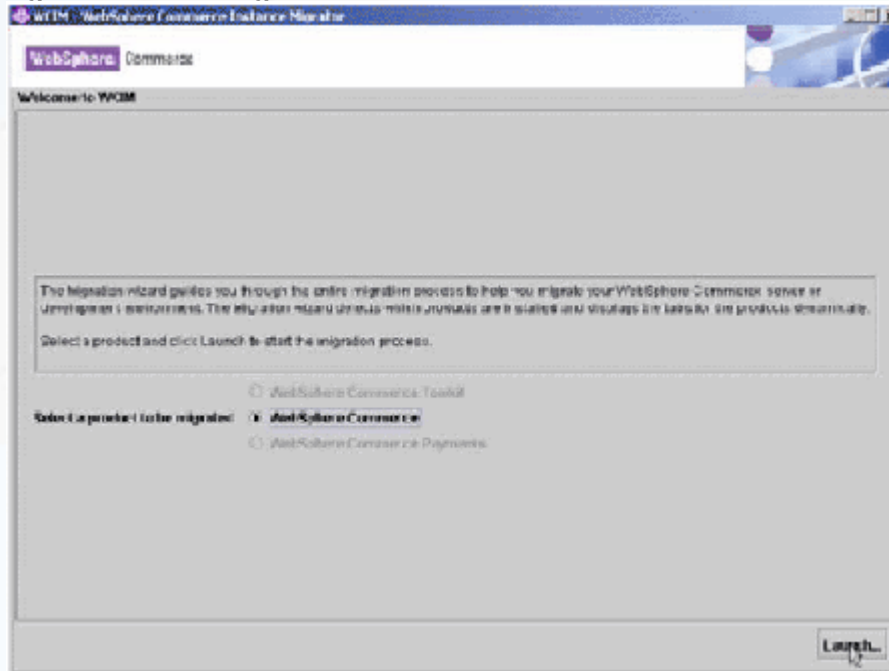 WCIM - WebSphere Commerce Instance Migrator
WebSphere Commerce
Welcome to WCIM
The Migration wizard guides you through the entire migration process to help you migrate your WebSphere Commerce server or
development environment. The Migration wizard detects which products are installed and displays the tabs for the products dynamically.
Select a product and click Launch to start the migration process.
WebSphere Commerce Toolkit
Select a product to be migrated
WebSphere Commerce
WebSphere Commerce Payments
Launch...